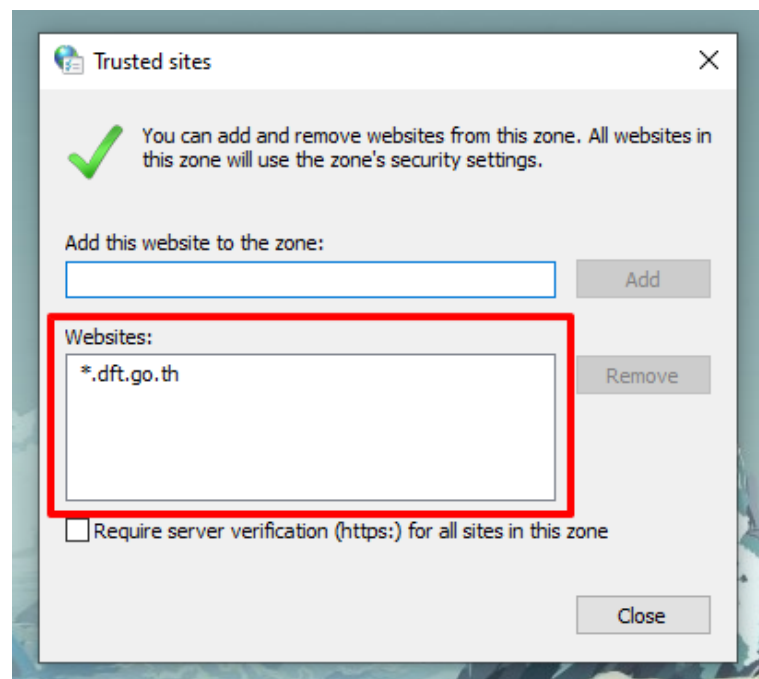 Trusted sites
You can add and remove websites from this zone. All websites in
this zone will use the zone's security settings.
Add this website to the zone:
Add
Websites:
*.dft.go.th
Remove
Require server verification (https:) for all sites in this zone
Close